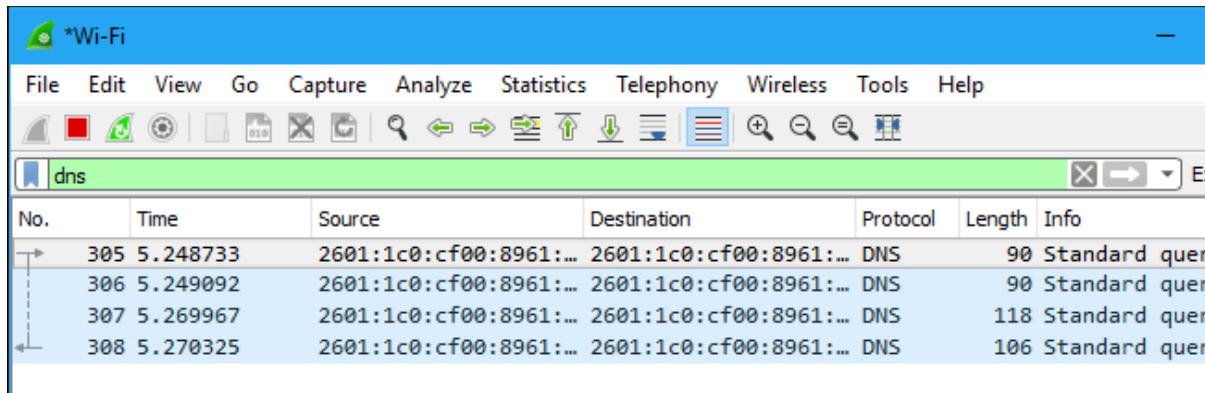 *Wi-Fi
File Edit View Go Capture Analyze Statistics Telephony Wireless Tools Help
dns
No. Time Source Destination Protocol Length Info
305 5.248733 2601:1c0:cf00:8961:… 2601:1c0:cf00:8961:… DNS 90 Standard quer
306 5.249092 2601:1c0:cf00:8961:… 2601:1c0:cf00:8961:… DNS 90 Standard quer
307 5.269967 2601:1c0:cf00:8961:… 2601:1c0:cf00:8961:… DNS 118 Standard quer
308 5.270325 2601:1c0:cf00:8961:… 2601:1c0:cf00:8961:… DNS 106 Standard quer